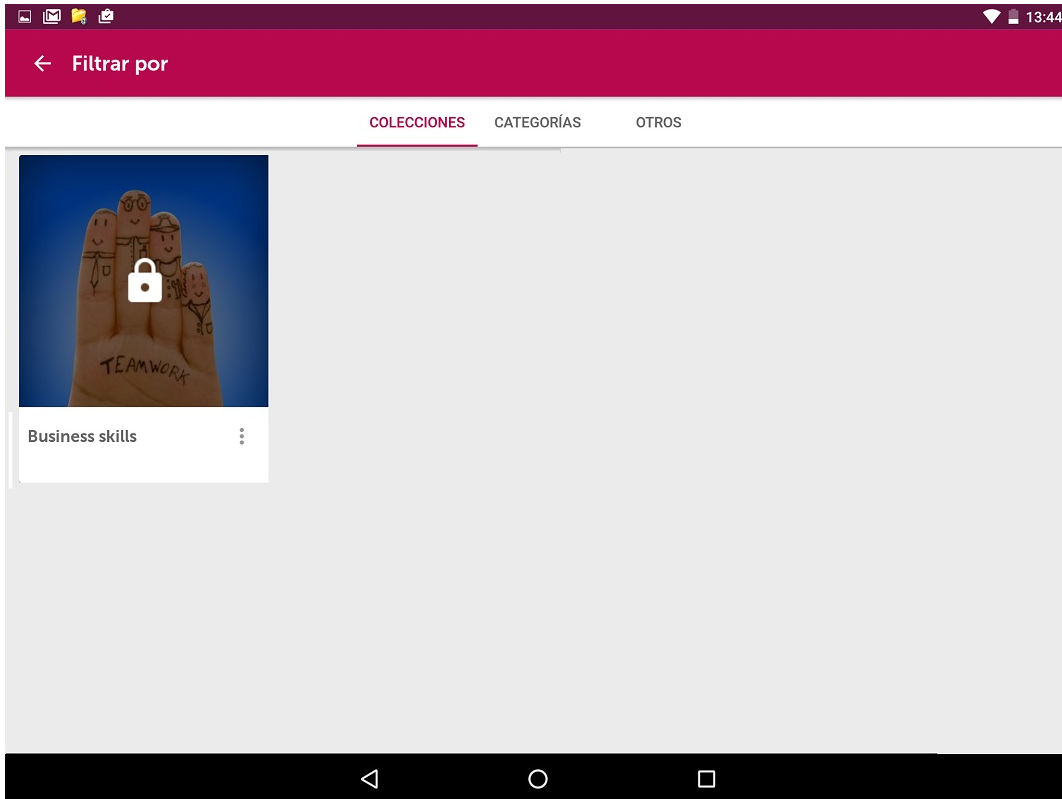 13:44
Filtrar por
COLECCIONES CATEGORÍAS OTROS
TEAMWORK
Business skills